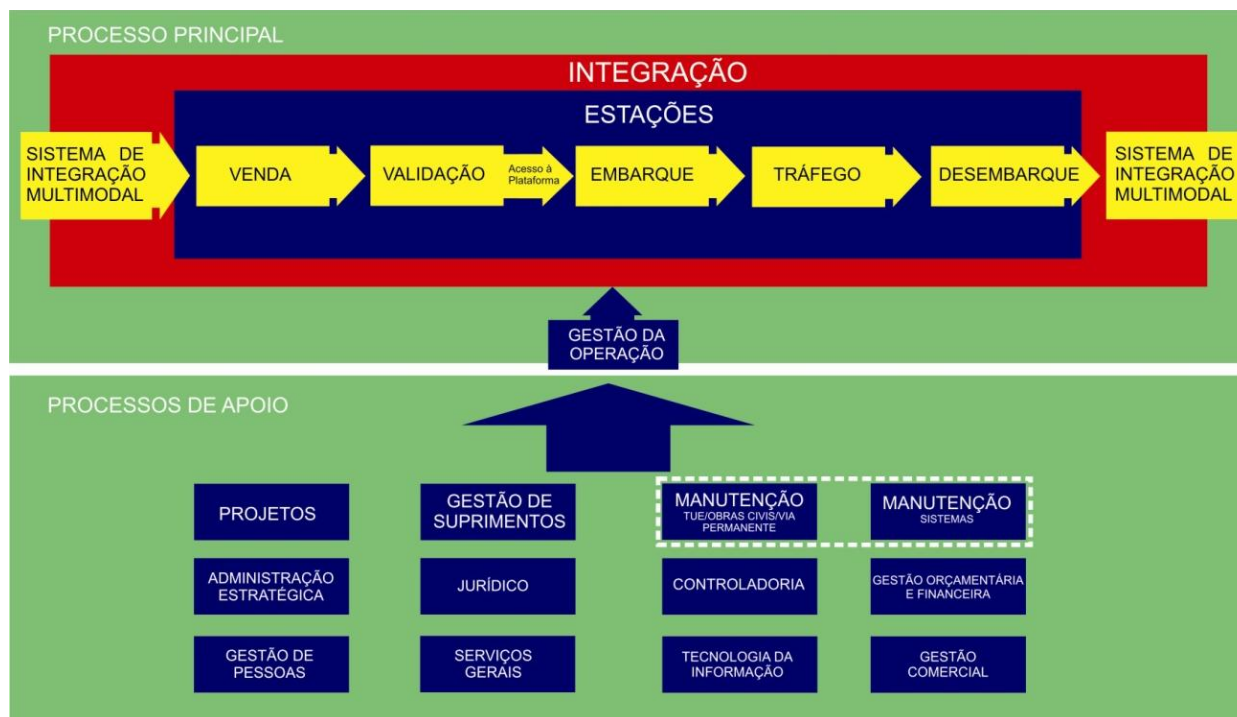 PROCESSO PRINCIPAL
INTEGRAÇÃO
ESTAÇÕES
SISTEMA DE
INTEGRAÇÃO
MULTIMODAL
VENDA
VALIDAÇÃO
Acesso à
Plataforma
EMBARQUE
TRÁFEGO
DESEMBARQUE
SISTEMA DE
INTEGRAÇÃO
MULTIMODAL
GESTÃO DA
OPERAÇÃO
PROCESSOS DE APOIO
PROJETOS
GESTÃO DE
SUPRIMENTOS
MANUTENÇÃO
TUE/OBRAS CIVIS/VIA
PERMANENTE
MANUTENÇÃO
SISTEMAS
ADMINISTRAÇÃO
ESTRATÉGICA
JURÍDICO
CONTROLADORIA
GESTÃO ORÇAMENTÁRIA
E FINANCEIRA
GESTÃO DE
PESSOAS
SERVIÇOS
GERAIS
TECNOLOGIA DA
INFORMAÇÃO
GESTÃO
COMERCIAL